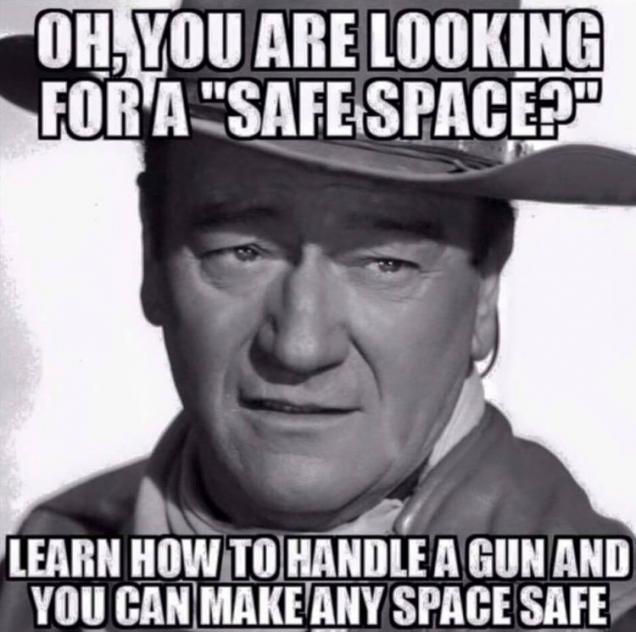 OH, YOU ARE LOOKING
FOR A "SAFE SPACE?"
LEARN HOW TO HANDLE A GUN AND
YOU CAN MAKE ANY SPACE SAFE